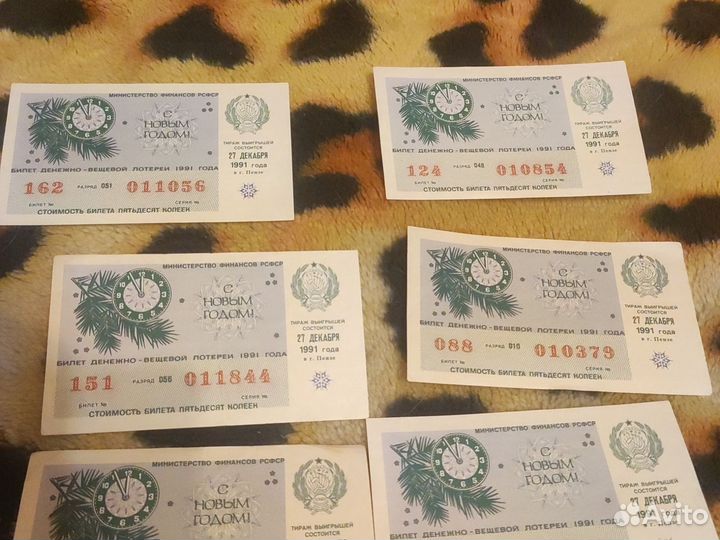 МИНИСТЕРСТВО ФИНАНСОВ РСФСР
С
НОВЫМ
ГОДОМ!
ТИРАЖ ВЫИГРЫШЕЙ
СОСТОИТСЯ
27 ДЕКАБРЯ
1991 года
в г. Пензе
БИЛЕТ ДЕНЕЖНО-ВЕЩЕВОЙ ЛОТЕРЕИ 1991 ГОДА
162 РАЗРЯД 051 011056
БИЛЕТ № СЕРИЯ №
СТОИМОСТЬ БИЛЕТА ПЯТЬДЕСЯТ КОПЕЕК
МИНИСТЕРСТВО ФИНАНСОВ РСФСР
С
НОВЫМ
ГОДОМ!
ТИРАЖ ВЫИГРЫШЕЙ
СОСТОИТСЯ
27 ДЕКАБРЯ
1991 года
в г. Пензе
БИЛЕТ ДЕНЕЖНО-ВЕЩЕВОЙ ЛОТЕРЕИ 1991 ГОДА
124 РАЗРЯД 048 010854
БИЛЕТ № СЕРИЯ №
СТОИМОСТЬ БИЛЕТА ПЯТЬДЕСЯТ КОПЕЕК
МИНИСТЕРСТВО ФИНАНСОВ РСФСР
С
НОВЫМ
ГОДОМ!
ТИРАЖ ВЫИГРЫШЕЙ
СОСТОИТСЯ
27 ДЕКАБРЯ
1991 года
в г. Пензе
БИЛЕТ ДЕНЕЖНО-ВЕЩЕВОЙ ЛОТЕРЕИ 1991 ГОДА
151 РАЗРЯД 056 011844
БИЛЕТ № СЕРИЯ №
СТОИМОСТЬ БИЛЕТА ПЯТЬДЕСЯТ КОПЕЕК
МИНИСТЕРСТВО ФИНАНСОВ РСФСР
С
НОВЫМ
ГОДОМ!
ТИРАЖ ВЫИГРЫШЕЙ
СОСТОИТСЯ
27 ДЕКАБРЯ
1991 года
в г. Пензе
БИЛЕТ ДЕНЕЖНО-ВЕЩЕВОЙ ЛОТЕРЕИ 1991 ГОДА
088 РАЗРЯД 010379
БИЛЕТ № СЕРИЯ №
СТОИМОСТЬ БИЛЕТА ПЯТЬДЕСЯТ КОПЕЕК
МИНИСТЕРСТВО ФИНАНСОВ РСФСР
С
НОВЫМ
ГОДОМ!
ТИРАЖ ВЫИГРЫШЕЙ
СОСТОИТСЯ
МИНИСТЕРСТВО ФИНАНСОВ РСФСР
С
НОВЫМ
ГОДОМ!
ТИРАЖ ВЫИГРЫШЕЙ
СОСТОИТСЯ
27 ДЕКАБРЯ
1991
БИЛЕТ ДЕНЕЖНО-ВЕЩЕВОЙ ЛОТЕРЕИ 1991 ГОДА
Avito